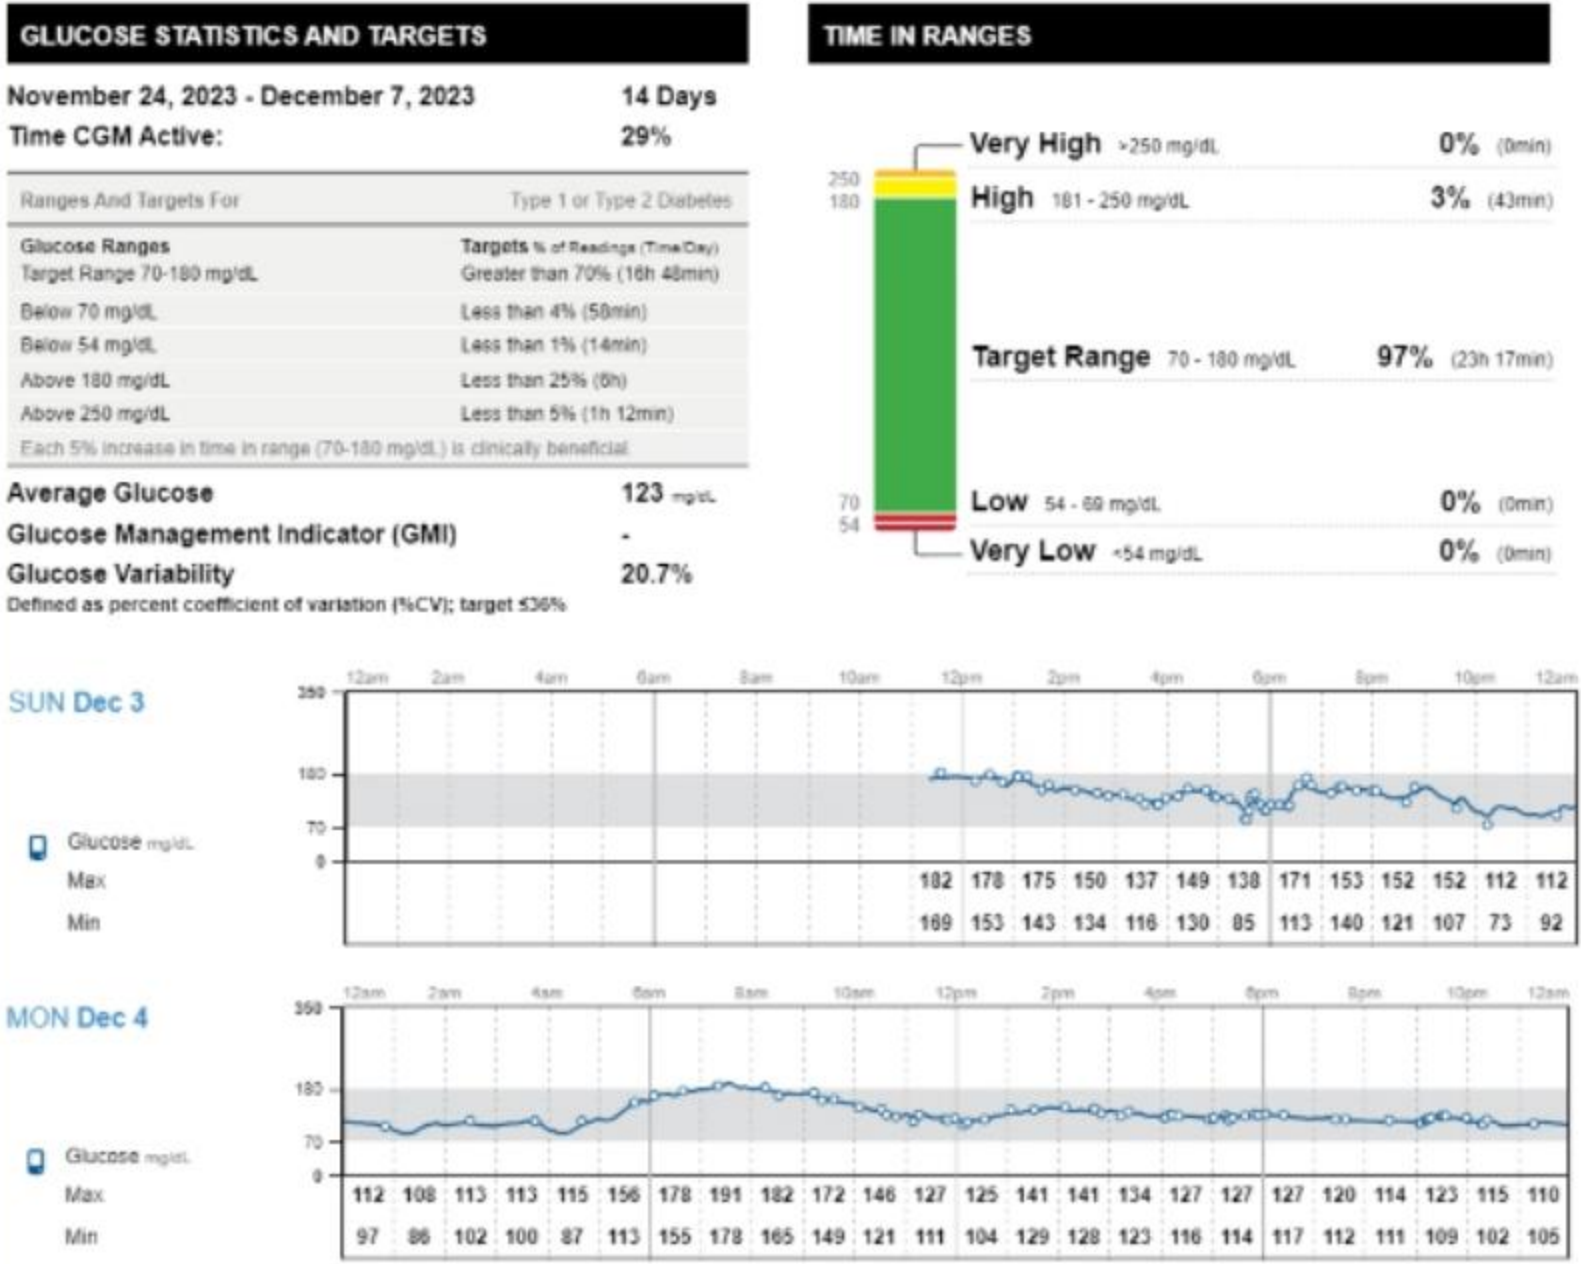 GLUCOSE STATISTICS AND TARGETS
November 24, 2023 - December 7, 2023 14 Days
Time CGM Active: 29%
Ranges And Targets For Type 1 or Type 2 Diabetes
Glucose Ranges Targets % of Readings (Time/Day)
Target Range 70-180 mg/dL Greater than 70% (16h 48min)
Below 70 mg/dL Less than 4% (58min)
Below 54 mg/dL Less than 1% (14min)
Above 180 mg/dL Less than 25% (6h)
Above 250 mg/dL Less than 5% (1h 12min)
Each 5% increase in time in range (70-180 mg/dL) is clinically beneficial.
Average Glucose 123 mg/dL
Glucose Management Indicator (GMI) -
Glucose Variability 20.7%
Defined as percent coefficient of variation (%CV); target ≤36%
TIME IN RANGES
Very High >250 mg/dL 0% (0min)
250
High 181 - 250 mg/dL 3% (43min)
180
Target Range 70 - 180 mg/dL 97% (23h 17min)
70
Low 54 - 69 mg/dL 0% (0min)
54
Very Low <54 mg/dL 0% (0min)
12am 2am 4am 6am 8am 10am 12pm 2pm 4pm 6pm 8pm 10pm 12am
SUN Dec 3
350
180
70
Glucose mg/dL
0
Max 182 178 175 150 137 149 138 171 153 152 152 112 112
Min 169 153 143 134 116 130 85 113 140 121 107 73 92
12am 2am 4am 6am 8am 10am 12pm 2pm 4pm 6pm 8pm 10pm 12am
MON Dec 4
350
180
70
Glucose mg/dL
0
Max 112 108 113 113 115 156 178 191 182 172 146 127 125 141 141 134 127 127 127 120 114 123 115 110
Min 97 86 102 100 87 113 155 178 165 149 121 111 104 129 128 123 116 114 117 112 111 109 102 105